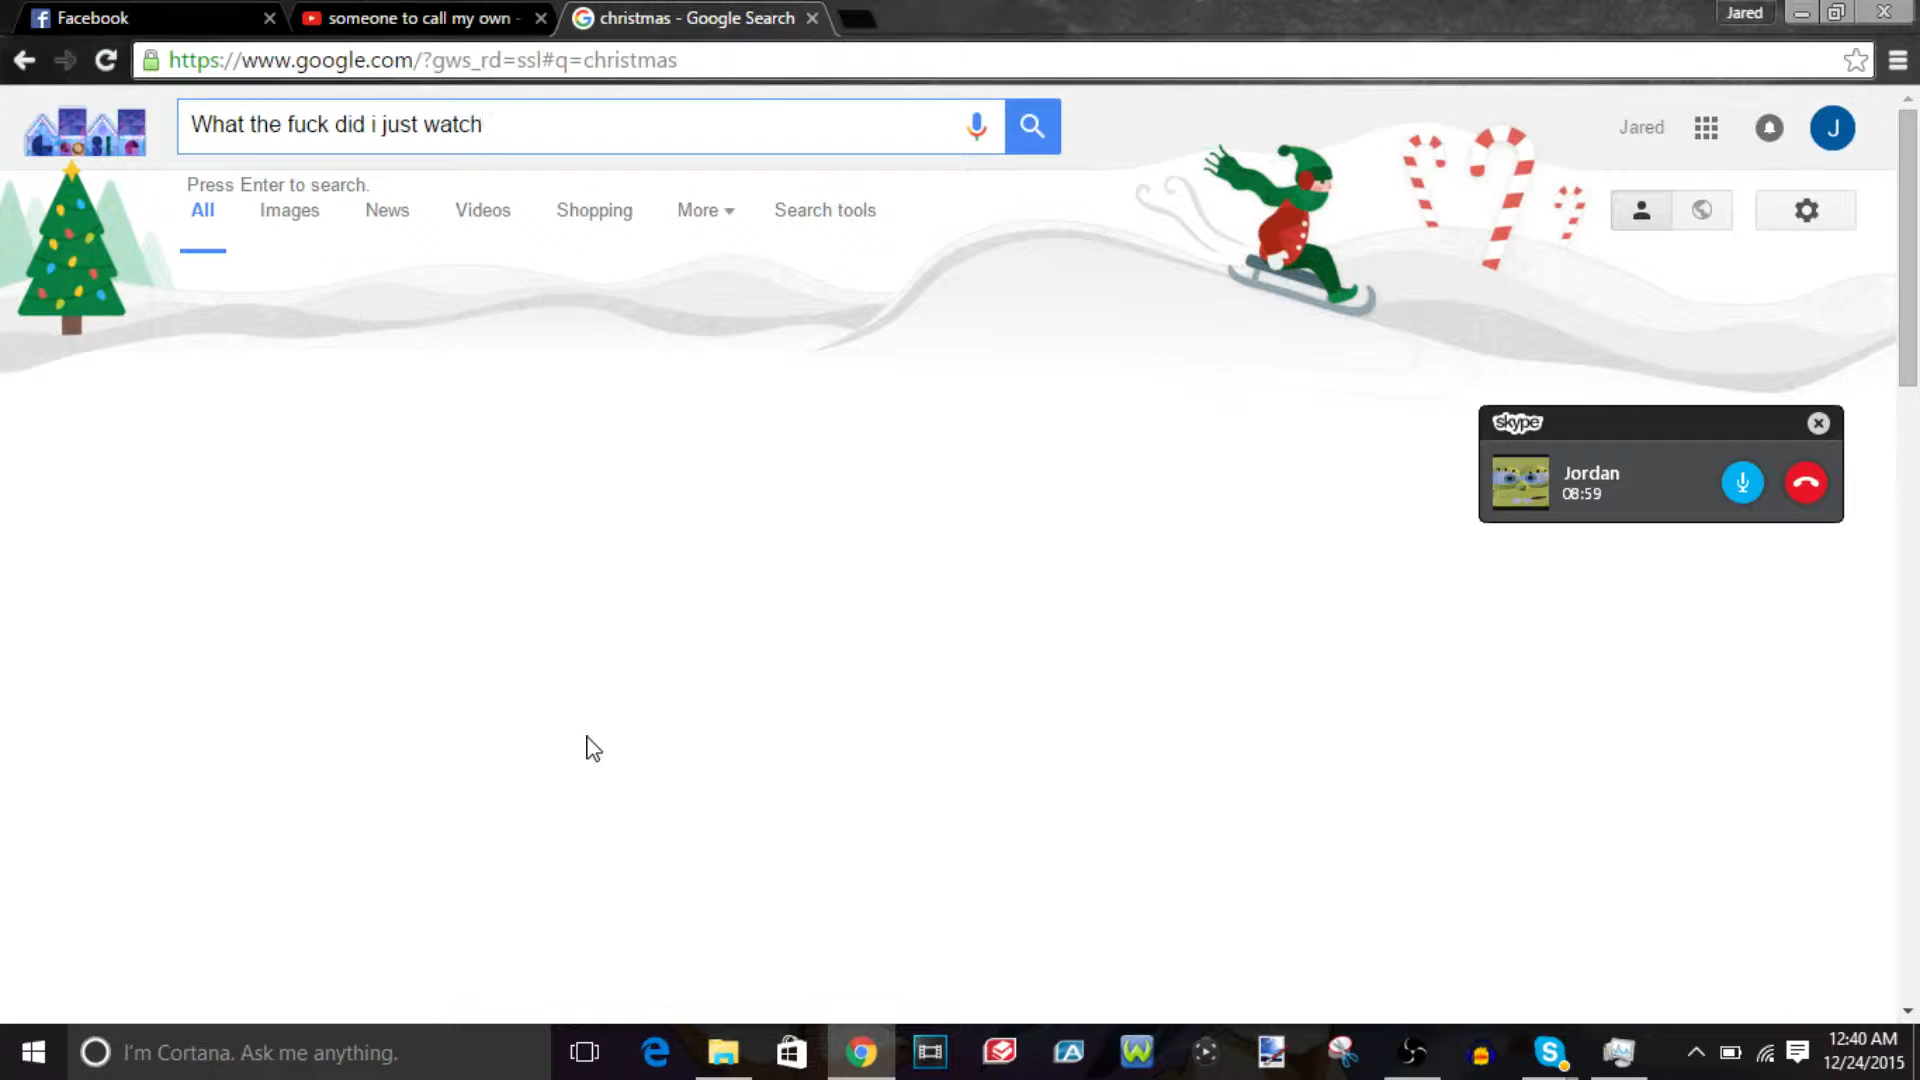 Facebook
someone to call my own -
christmas - Google Search
Jared
https://www.google.com/?gws_rd=ssl#q=christmas
What the fuck did i just watch
Jared
J
Press Enter to search.
All
Images
News
Videos
Shopping
More
Search tools
skype
Jordan
08:59
I'm Cortana. Ask me anything.
12:40 AM
12/24/2015